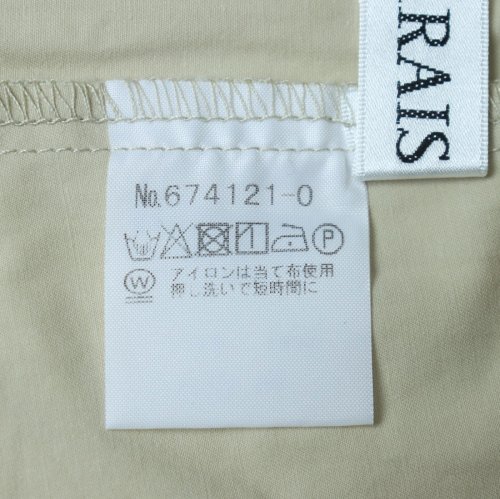 RAIS
No.674121-0
P
W アイロンは当て布使用
押し洗いで短時間に